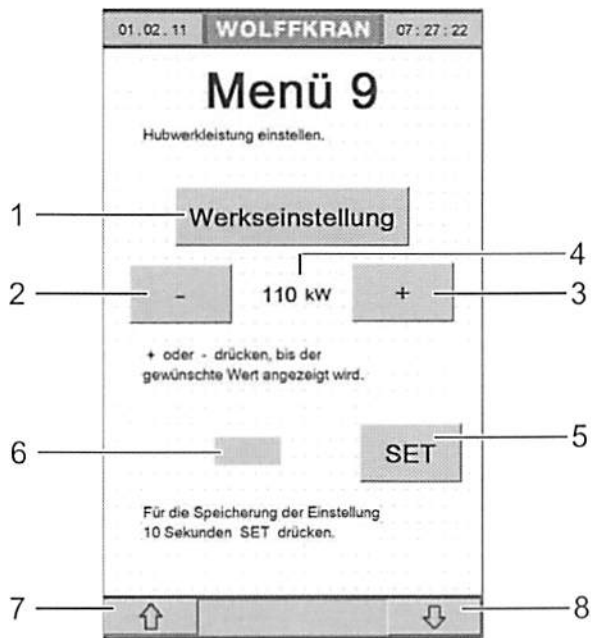 01.02.11 WOLFFKRAN 07:27:22
Menü 9
Hubwerkleistung einstellen.
1 Werkseinstellung
4
2 - 110 kW + 3
+ oder - drücken, bis der
gewünschte Wert angezeigt wird.
6 SET 5
Für die Speicherung der Einstellung
10 Sekunden SET drücken.
7 8